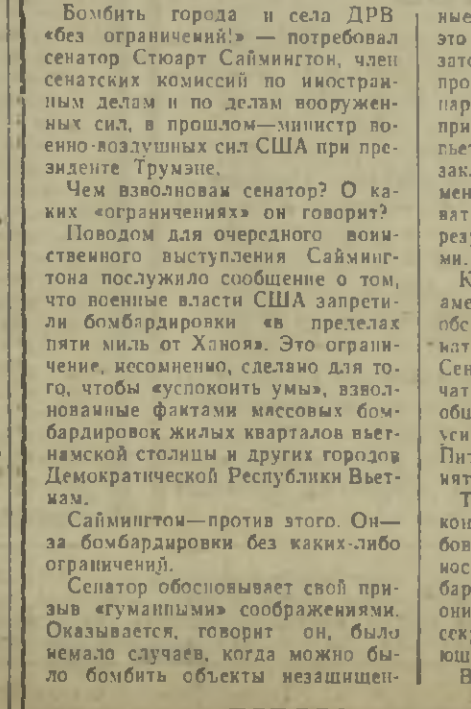 Бомбить города и села ДРВ
«без ограничений!» — потребовал
сенатор Стюарт Саймингтон, член
сенатских комиссий по иностран-
ным делам и по делам вооружен-
ных сил, в прошлом—министр во-
енно-воздушных сил США при пре-
зиденте Трумэне.
Чем взволнован сенатор? О ка-
ких «ограничениях» он говорит?
Поводом для очередного воин-
ственного выступления Сайминг-
тона послужило сообщение о том,
что военные власти США запрети-
ли бомбардировки «в пределах
пяти миль от Ханоя». Это ограни-
чение, несомненно, сделано для то-
го, чтобы «успокоить умы», взвол-
нованные фактами массовых бом-
бардировок жилых кварталов вьет-
намской столицы и других городов
Демократической Республики Вьет-
нам.
Саймингтон—против этого. Он—
за бомбардировки без каких-либо
ограничений.
Сенатор обосновывает свой при-
зыв «гуманными» соображениями.
Оказывается, говорит он, было
немало случаев, когда можно бы-
ло бомбить объекты незащищен-